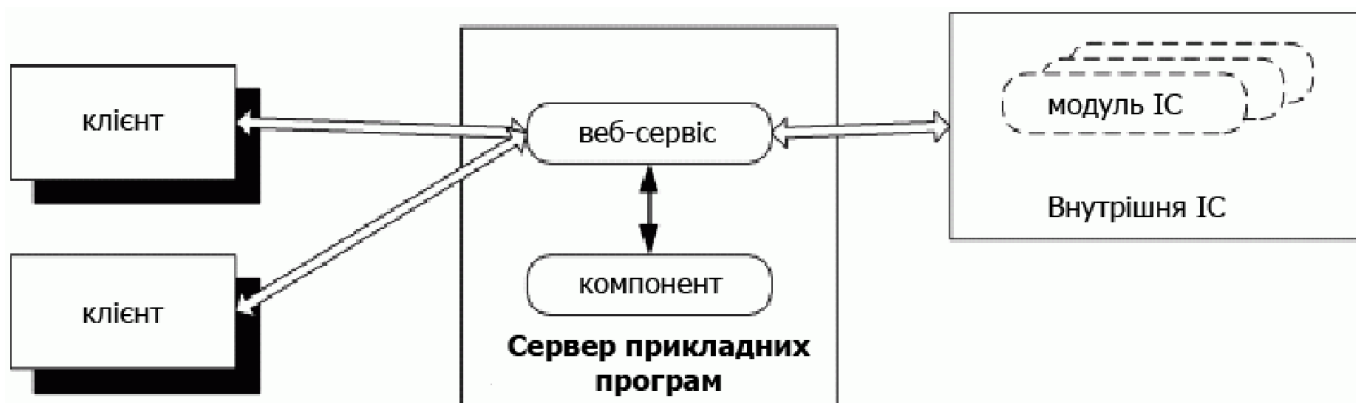 клієнт
клієнт
веб-сервіс
компонент
Сервер прикладних
програм
модуль ІС
Внутрішня ІС